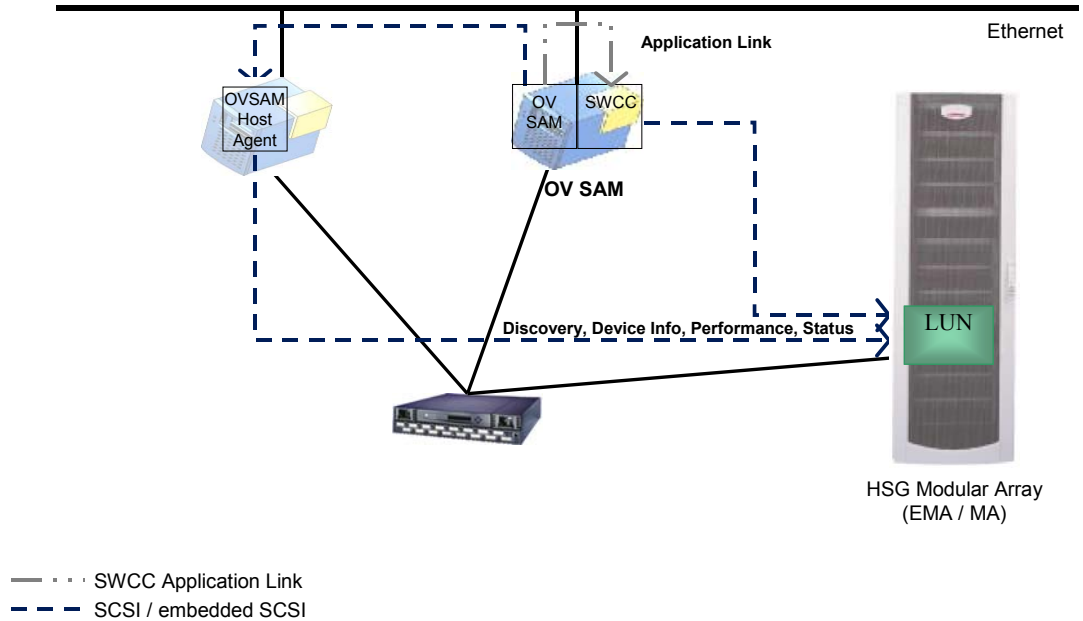 Ethernet
Application Link
OVSAM
Host
Agent
OV
SAM
SWCC
OV SAM
Discovery, Device Info, Performance, Status
LUN
HSG Modular Array
(EMA / MA)
SWCC Application Link
SCSI / embedded SCSI